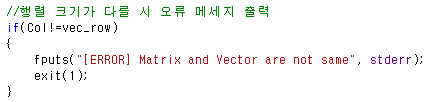 //행렬 크기가 다를 시 오류 메세지 출력
if(Col!=vec_row)
{
    fputs("[ERROR] Matrix and Vector are not same", stderr);
    exit(1);
}